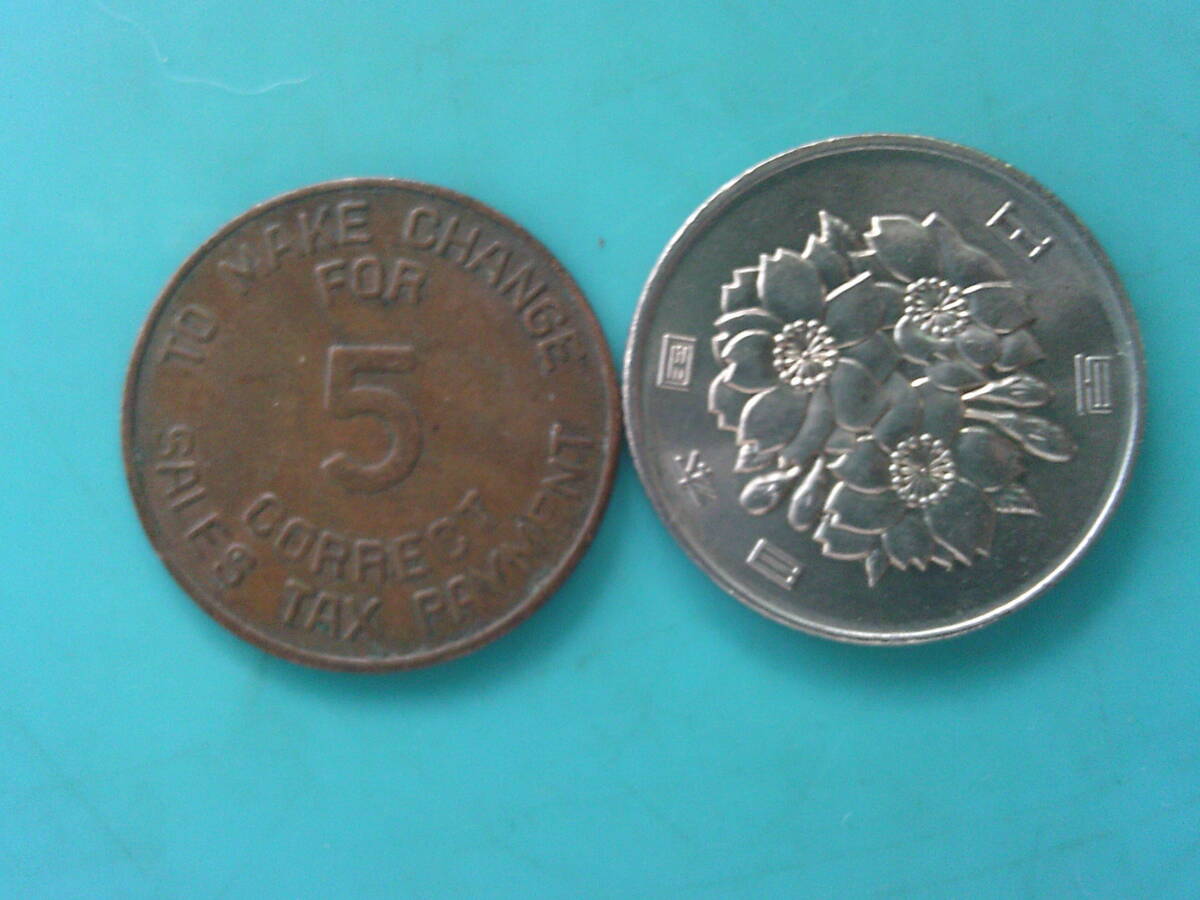 TO MAKE CHANGE
FOR
5
CORRECT
SALES TAX PAYMENT
日本国
百円